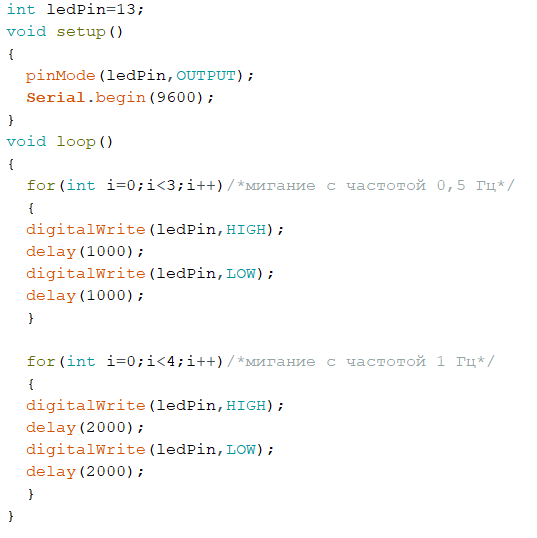 int ledPin=13;
void setup()
{
  pinMode(ledPin,OUTPUT);
  Serial.begin(9600);
}
void loop()
{
  for(int i=0;i<3;i++)/*мигание с частотой 0,5 Гц*/
  {
  digitalWrite(ledPin,HIGH);
  delay(1000);
  digitalWrite(ledPin,LOW);
  delay(1000);
  }

  for(int i=0;i<4;i++)/*мигание с частотой 1 Гц*/
  {
  digitalWrite(ledPin,HIGH);
  delay(2000);
  digitalWrite(ledPin,LOW);
  delay(2000);
  }
}